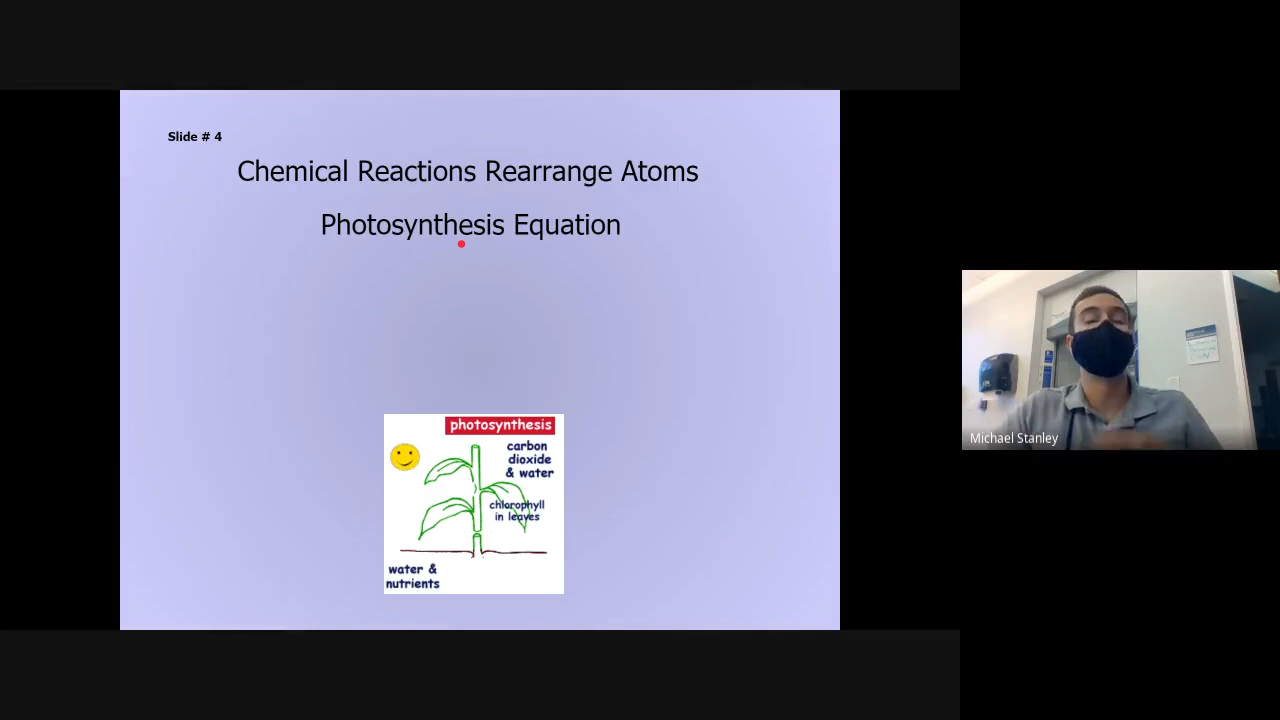 Slide # 4
Chemical Reactions Rearrange Atoms
Photosynthesis Equation
photosynthesis
carbon
dioxide
& water
chlorophyll
in leaves
water &
nutrients
Michael Stanley